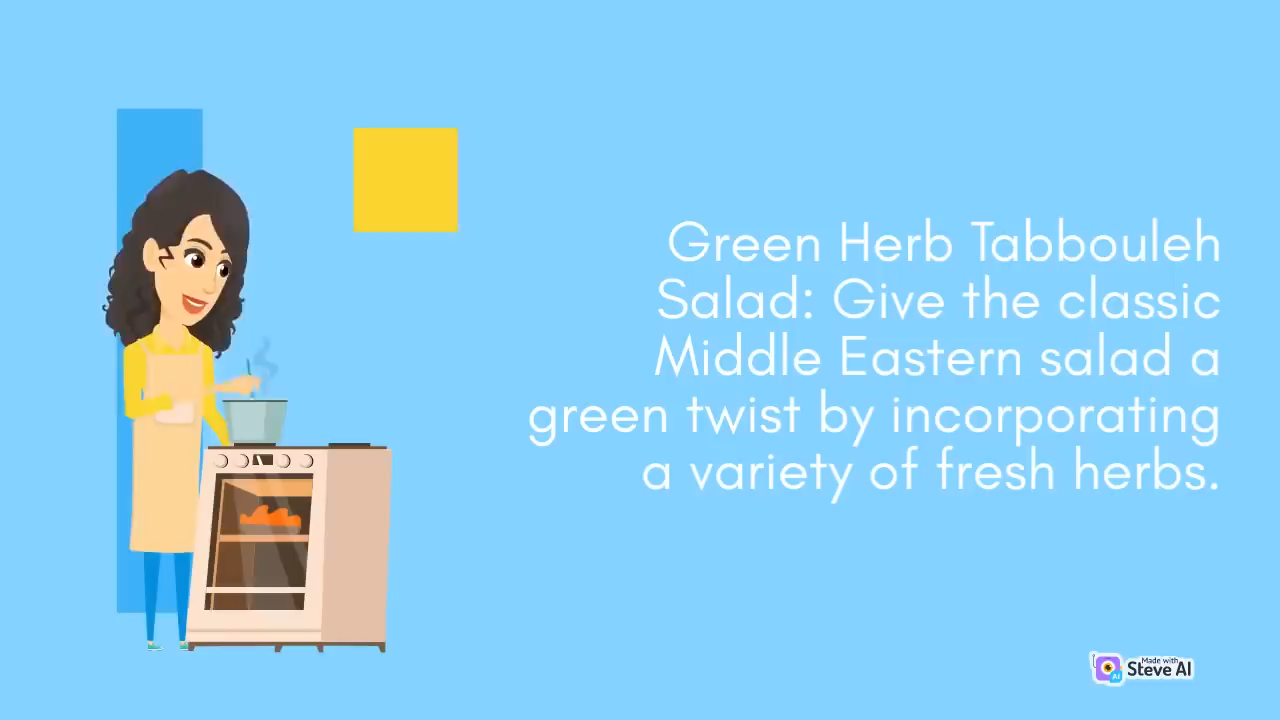 Green Herb Tabbouleh
Salad: Give the classic
Middle Eastern salad a
green twist by incorporating
a variety of fresh herbs.
Made with
Steve AI
AI